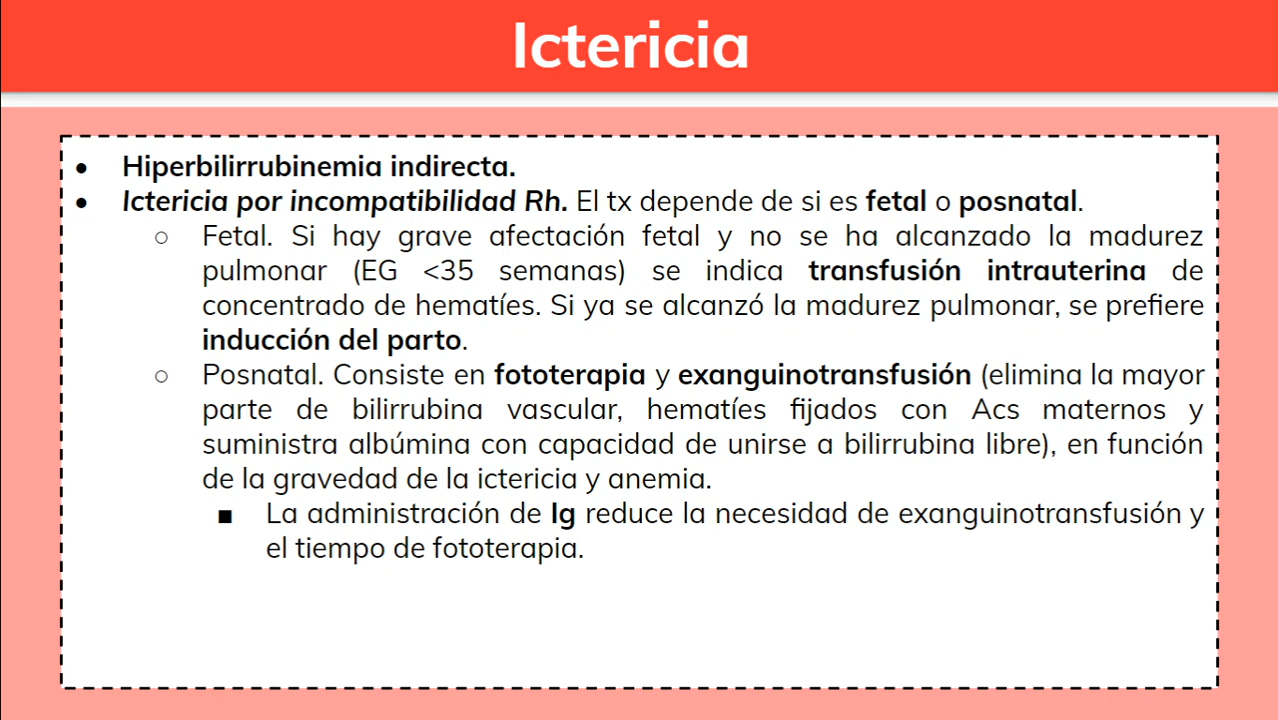 Ictericia
● Hiperbilirrubinemia indirecta.
● Ictericia por incompatibilidad Rh. El tx depende de si es fetal o posnatal.
○ Fetal. Si hay grave afectación fetal y no se ha alcanzado la madurez
pulmonar (EG <35 semanas) se indica transfusión intrauterina de
concentrado de hematíes. Si ya se alcanzó la madurez pulmonar, se prefiere
inducción del parto.
○ Posnatal. Consiste en fototerapia y exanguinotransfusión (elimina la mayor
parte de bilirrubina vascular, hematíes fijados con Acs maternos y
suministra albúmina con capacidad de unirse a bilirrubina libre), en función
de la gravedad de la ictericia y anemia.
■ La administración de Ig reduce la necesidad de exanguinotransfusión y
el tiempo de fototerapia.